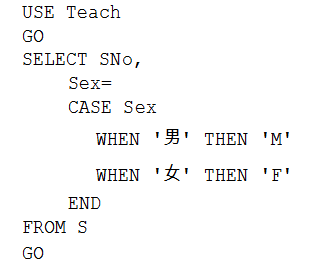 USE Teach
GO
SELECT SNo,
Sex=
CASE Sex
WHEN '男' THEN 'M'
WHEN '女' THEN 'F'
END
FROM S
GO